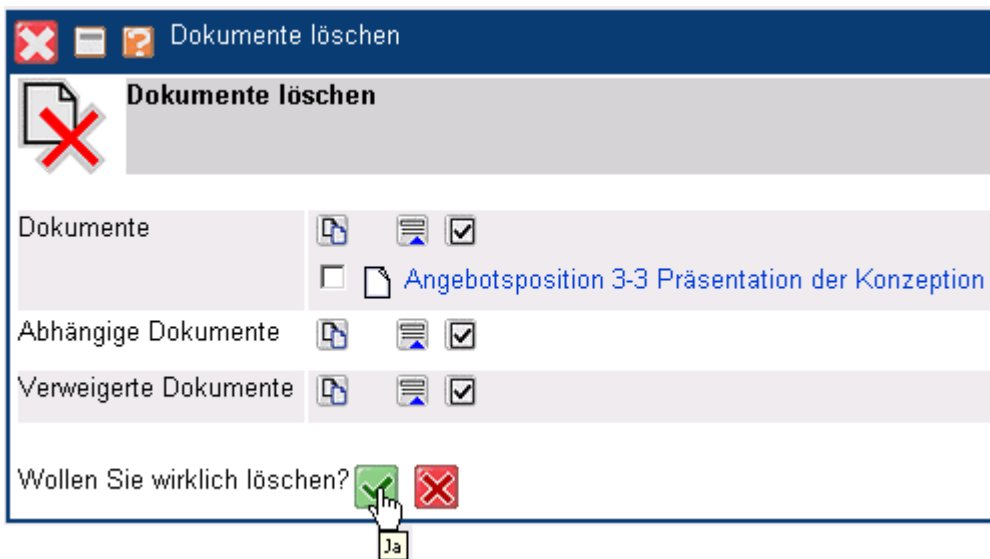 Dokumente löschen
Dokumente löschen
Dokumente
Angebotsposition 3-3 Präsentation der Konzeption
Abhängige Dokumente
Verweigerte Dokumente
Wollen Sie wirklich löschen?
Ja